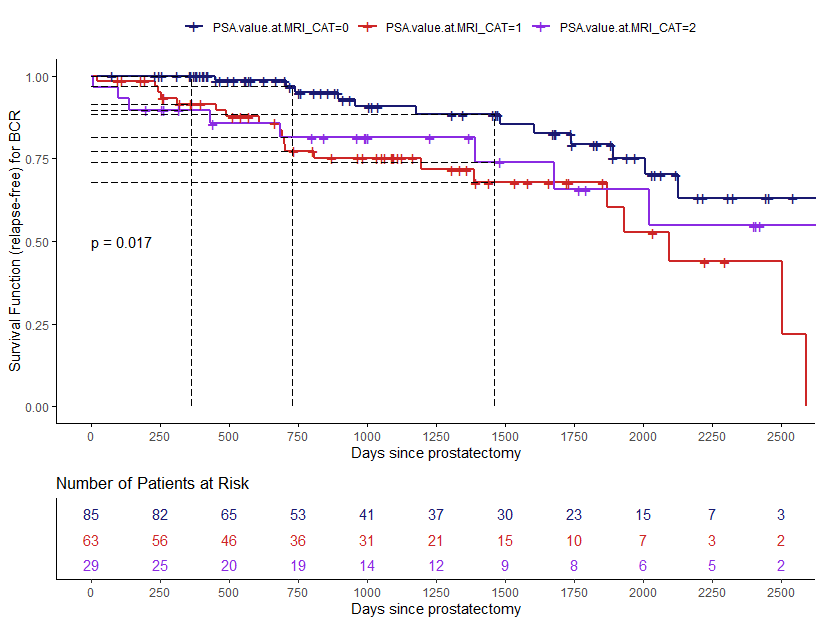 PSA.value.at.MRI_CAT=0 PSA.value.at.MRI_CAT=1 PSA.value.at.MRI_CAT=2
Survival Function (relapse-free) for BCR
1.00
0.75
0.50
0.25
0.00
p = 0.017
0 250 500 750 1000 1250 1500 1750 2000 2250 2500
Days since prostatectomy
Number of Patients at Risk
85 82 65 53 41 37 30 23 15 7 3
63 56 46 36 31 21 15 10 7 3 2
29 25 20 19 14 12 9 8 6 5 2
0 250 500 750 1000 1250 1500 1750 2000 2250 2500
Days since prostatectomy